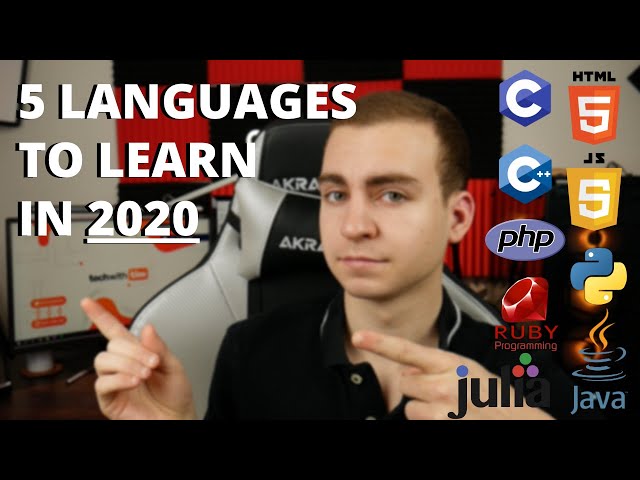 5 LANGUAGES
TO LEARN
IN 2020
C
HTML
5
C++
JS
5
php
RUBY
Programming
julia
Java
AKRA
AKRA
techwithtim